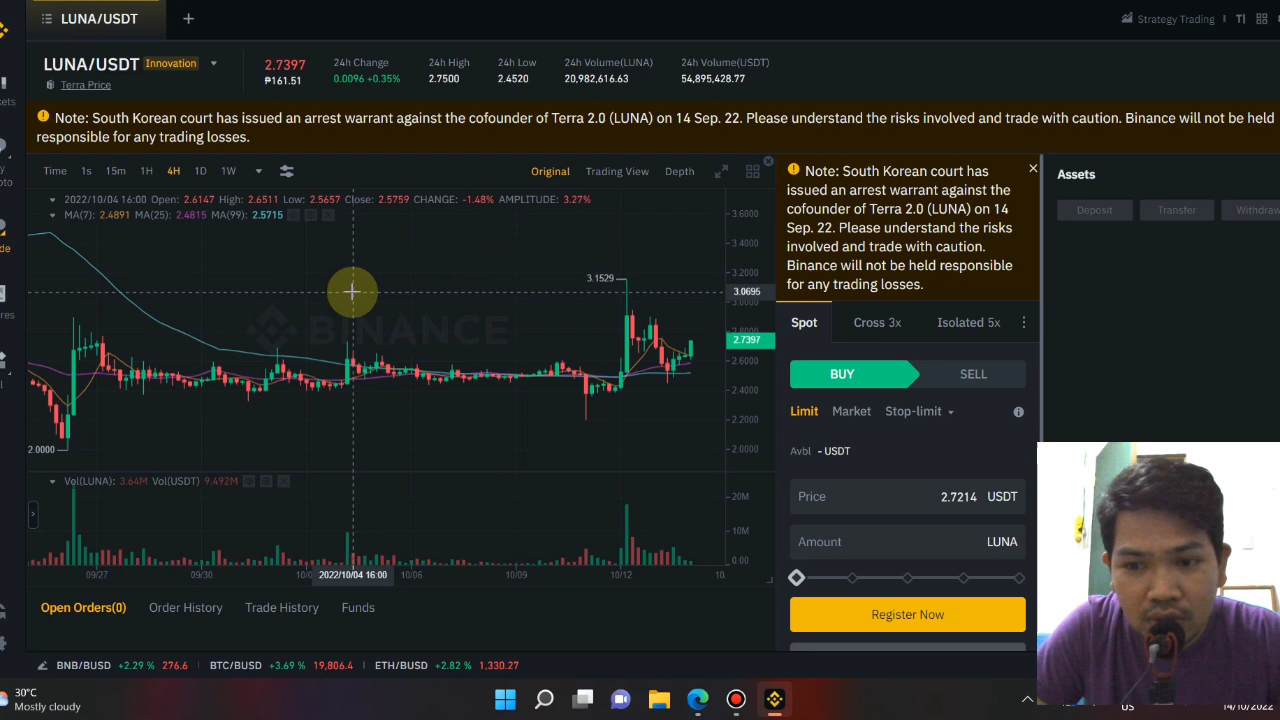 LUNA/USDT
Strategy Trading
LUNA/USDT Innovation
Terra Price
2.7397
₱161.51
24h Change
0.0096 +0.35%
24h High
2.7500
24h Low
2.4520
24h Volume(LUNA)
20,982,616.63
24h Volume(USDT)
54,895,428.77
Note: South Korean court has issued an arrest warrant against the cofounder of Terra 2.0 (LUNA) on 14 Sep. 22. Please understand the risks involved and trade with caution. Binance will not be held
responsible for any trading losses.
Time 1s 15m 1H 4H 1D 1W
Original Trading View Depth
2022/10/04 16:00 Open: 2.6147 High: 2.6511 Low: 2.5657 Close: 2.5759 CHANGE: -1.48% AMPLITUDE: 3.27%
MA(7): 2.4891 MA(25): 2.4815 MA(99): 2.5715
3.6000
3.4000
3.2000
3.1529
3.0695
3.0000
BINANCE
2.8000
2.7397
2.6000
2.4000
2.2000
2.0000
2.0000
Vol(LUNA): 3.64M Vol(USDT) 9.492M
20M
10M
0.00
09/27 09/30 2022/10/04 16:00 10/06 10/09 10/12
Open Orders(0) Order History Trade History Funds
Note: South Korean court has
issued an arrest warrant against the
cofounder of Terra 2.0 (LUNA) on 14
Sep. 22. Please understand the risks
involved and trade with caution.
Binance will not be held responsible
for any trading losses.
Spot Cross 3x Isolated 5x
BUY SELL
Limit Market Stop-limit
Avbl - USDT
Price 2.7214 USDT
Amount LUNA
Register Now
Assets
Deposit Transfer
BNB/BUSD +2.29 % 276.6 BTC/BUSD +3.69 % 19,806.4 ETH/BUSD +2.82 % 1,330.27
30°C
Mostly cloudy
US
14/10/2022